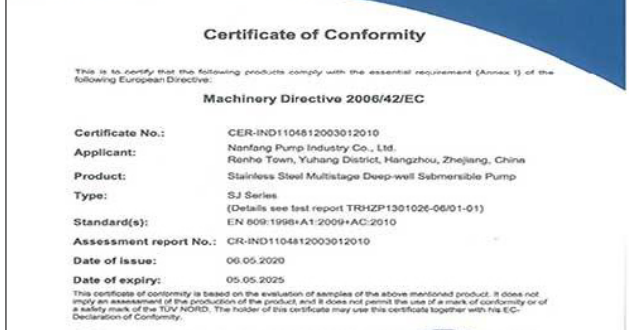 Certificate of Conformity
This is to certify that the following products comply with the essential requirement (Annex I) of the
following European Directive:
Machinery Directive 2006/42/EC
Certificate No.: CER-IND1104812003012010
Applicant: Nanfang Pump Industry Co., Ltd.
Renhe Town, Yuhang District, Hangzhou, Zhejiang, China
Product: Stainless Steel Multistage Deep-well Sebmersible Pump
Type: SJ Series
(Details see test report TRHZP1301026-06/01-01)
Standard(s): EN 809:1998+A1:2009+AC:2010
Assessment report No.: CR-IND1104812003012010
Date of issue: 06.05.2020
Date of expiry: 05.05.2025
This certificate of conformity is based on the evaluation of samples of the above mentioned product. It does not
imply an assessment of the production of the product, and it does not permit the use of a mark of conformity or of
a safety mark of the TÜV NORD. The holder of this certificate may use this certificate together with his EC-
Declaration of Conformity.